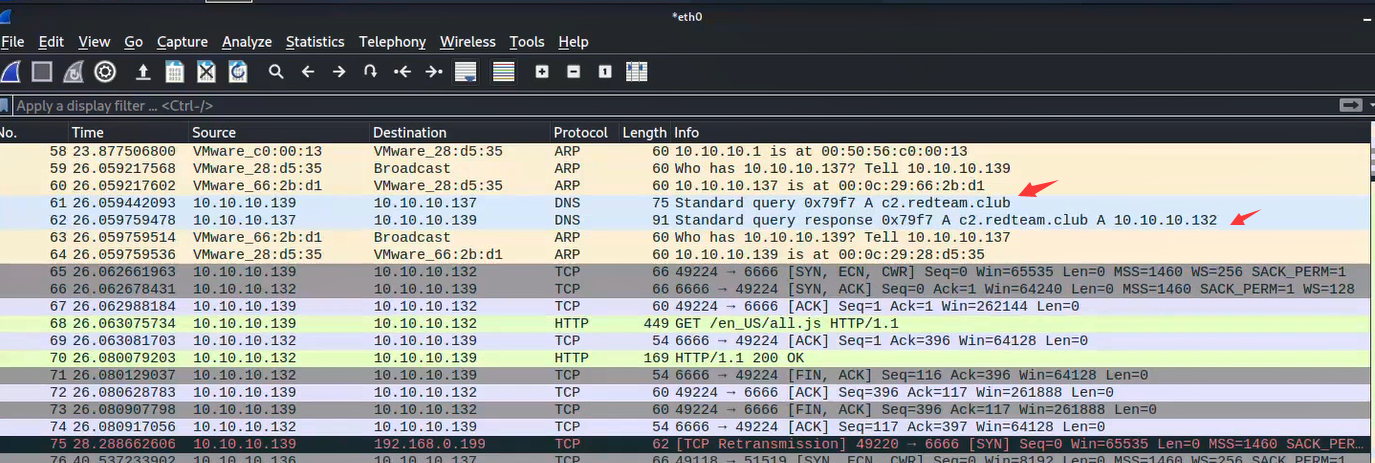 *eth0
File Edit View Go Capture Analyze Statistics Telephony Wireless Tools Help
Apply a display filter ... <Ctrl-/>
No. Time Source Destination Protocol Length Info
58 23.877506800 VMware_c0:00:13 VMware_28:d5:35 ARP 60 10.10.10.1 is at 00:50:56:c0:00:13
59 26.059217568 VMware_28:d5:35 Broadcast ARP 60 Who has 10.10.10.137? Tell 10.10.10.139
60 26.059217602 VMware_66:2b:d1 VMware_28:d5:35 ARP 60 10.10.10.137 is at 00:0c:29:66:2b:d1
61 26.059442093 10.10.10.139 10.10.10.137 DNS 75 Standard query 0x79f7 A c2.redteam.club
62 26.059759478 10.10.10.137 10.10.10.139 DNS 91 Standard query response 0x79f7 A c2.redteam.club A 10.10.10.132
63 26.059759514 VMware_66:2b:d1 Broadcast ARP 60 Who has 10.10.10.139? Tell 10.10.10.137
64 26.059759536 VMware_28:d5:35 VMware_66:2b:d1 ARP 60 10.10.10.139 is at 00:0c:29:28:d5:35
65 26.062661963 10.10.10.139 10.10.10.132 TCP 66 49224 → 6666 [SYN, ECN, CWR] Seq=0 Win=65535 Len=0 MSS=1460 WS=256 SACK_PERM=1
66 26.062678431 10.10.10.132 10.10.10.139 TCP 66 6666 → 49224 [SYN, ACK] Seq=0 Ack=1 Win=64240 Len=0 MSS=1460 SACK_PERM=1 WS=128
67 26.062988184 10.10.10.139 10.10.10.132 TCP 60 49224 → 6666 [ACK] Seq=1 Ack=1 Win=262144 Len=0
68 26.063075734 10.10.10.139 10.10.10.132 HTTP 449 GET /en_US/all.js HTTP/1.1
69 26.063081703 10.10.10.132 10.10.10.139 TCP 54 6666 → 49224 [ACK] Seq=1 Ack=396 Win=64128 Len=0
70 26.080079203 10.10.10.132 10.10.10.139 HTTP 169 HTTP/1.1 200 OK
71 26.080129037 10.10.10.132 10.10.10.139 TCP 54 6666 → 49224 [FIN, ACK] Seq=116 Ack=396 Win=64128 Len=0
72 26.080628783 10.10.10.139 10.10.10.132 TCP 60 49224 → 6666 [ACK] Seq=396 Ack=117 Win=261888 Len=0
73 26.080907798 10.10.10.139 10.10.10.132 TCP 60 49224 → 6666 [FIN, ACK] Seq=396 Ack=117 Win=261888 Len=0
74 26.080917056 10.10.10.132 10.10.10.139 TCP 54 6666 → 49224 [ACK] Seq=117 Ack=397 Win=64128 Len=0
75 28.288662606 10.10.10.139 192.168.0.199 TCP 62 [TCP Retransmission] 49220 → 6666 [SYN] Seq=0 Win=65535 Len=0 MSS=1460 SACK_PER…
76 40.537233902 10.10.10.136 10.10.10.137 TCP 66 49118 → 51519 [SYN, ECN, CWR] Seq=0 Win=8192 Len=0 MSS=1460 WS=256 SACK_PERM=1